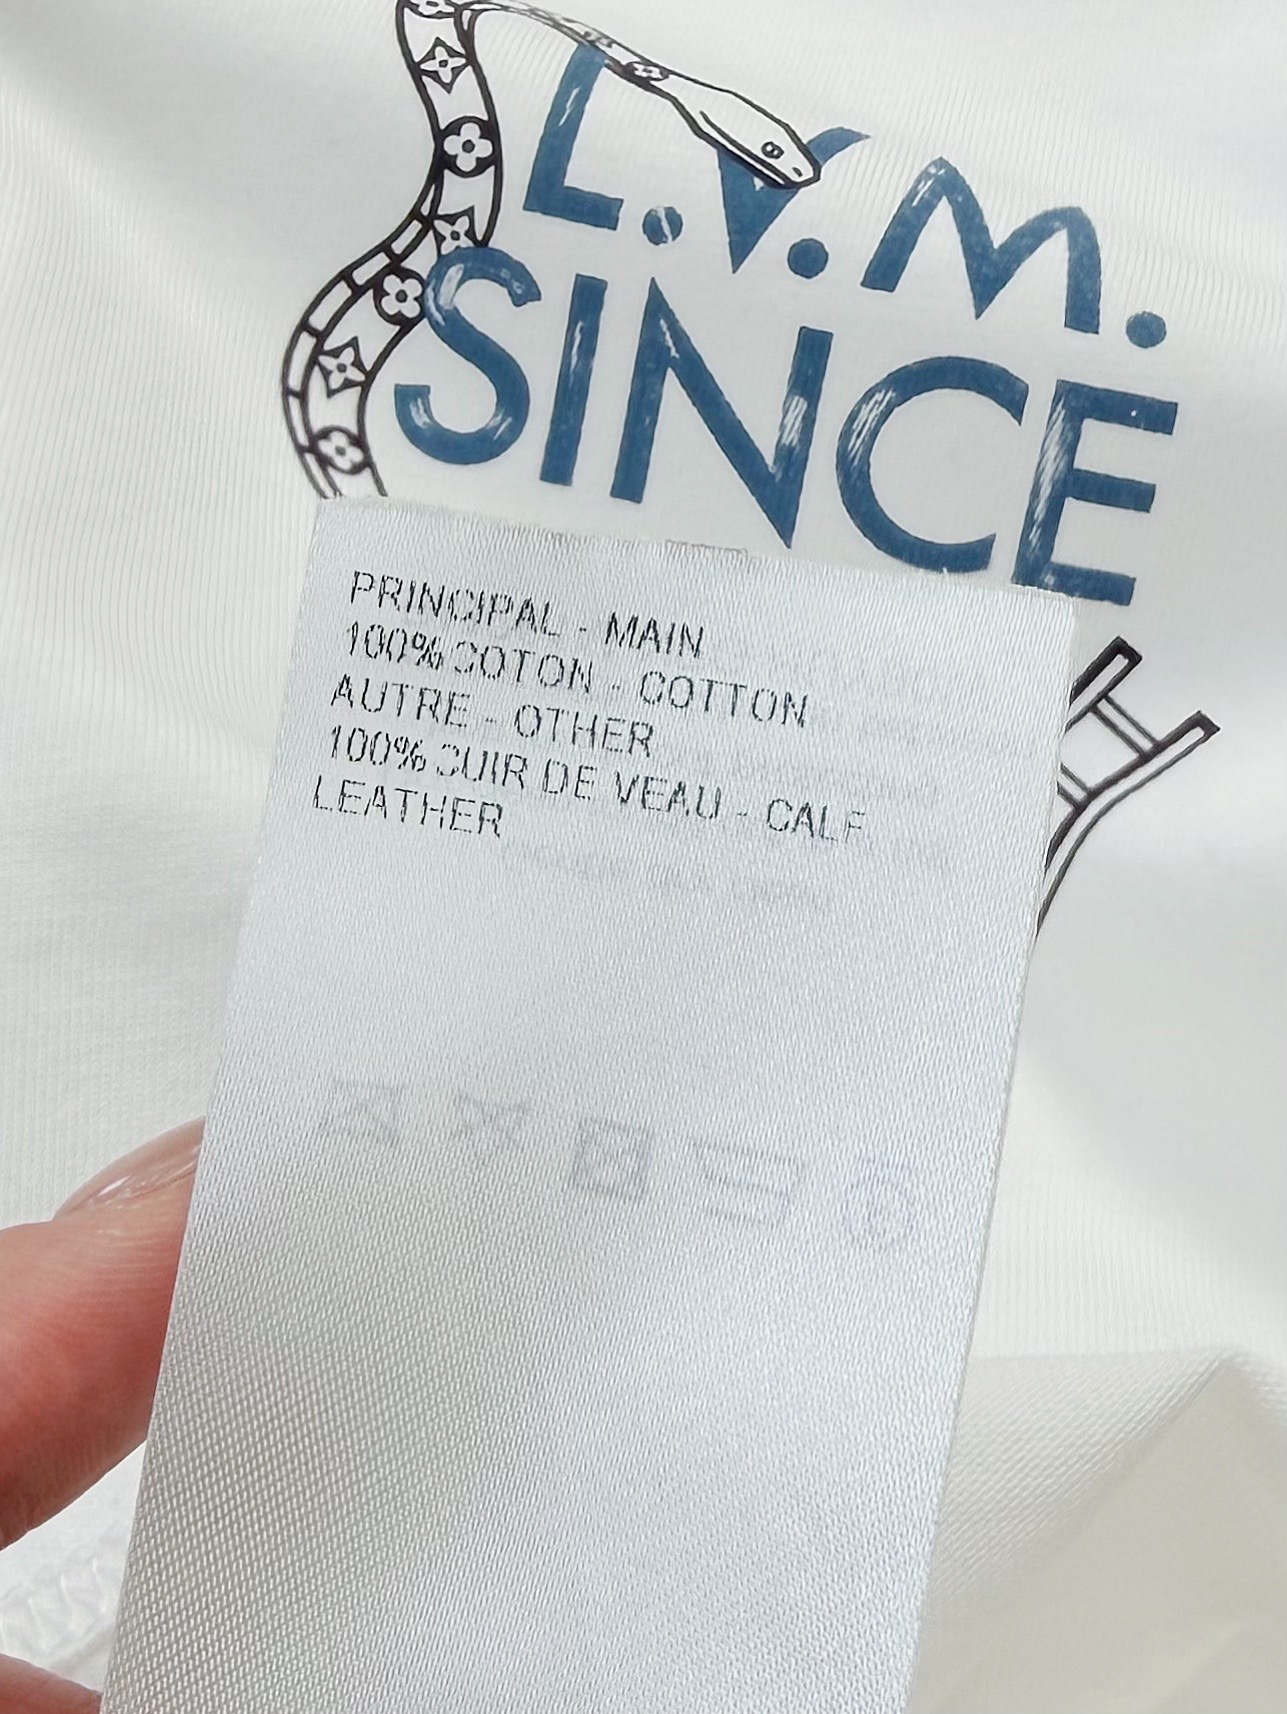 L.V.M.
SINCE
PRINCIPAL - MAIN
100% COTON - COTTON
AUTRE - OTHER
100% CUIR DE VEAU - CALF
LEATHER